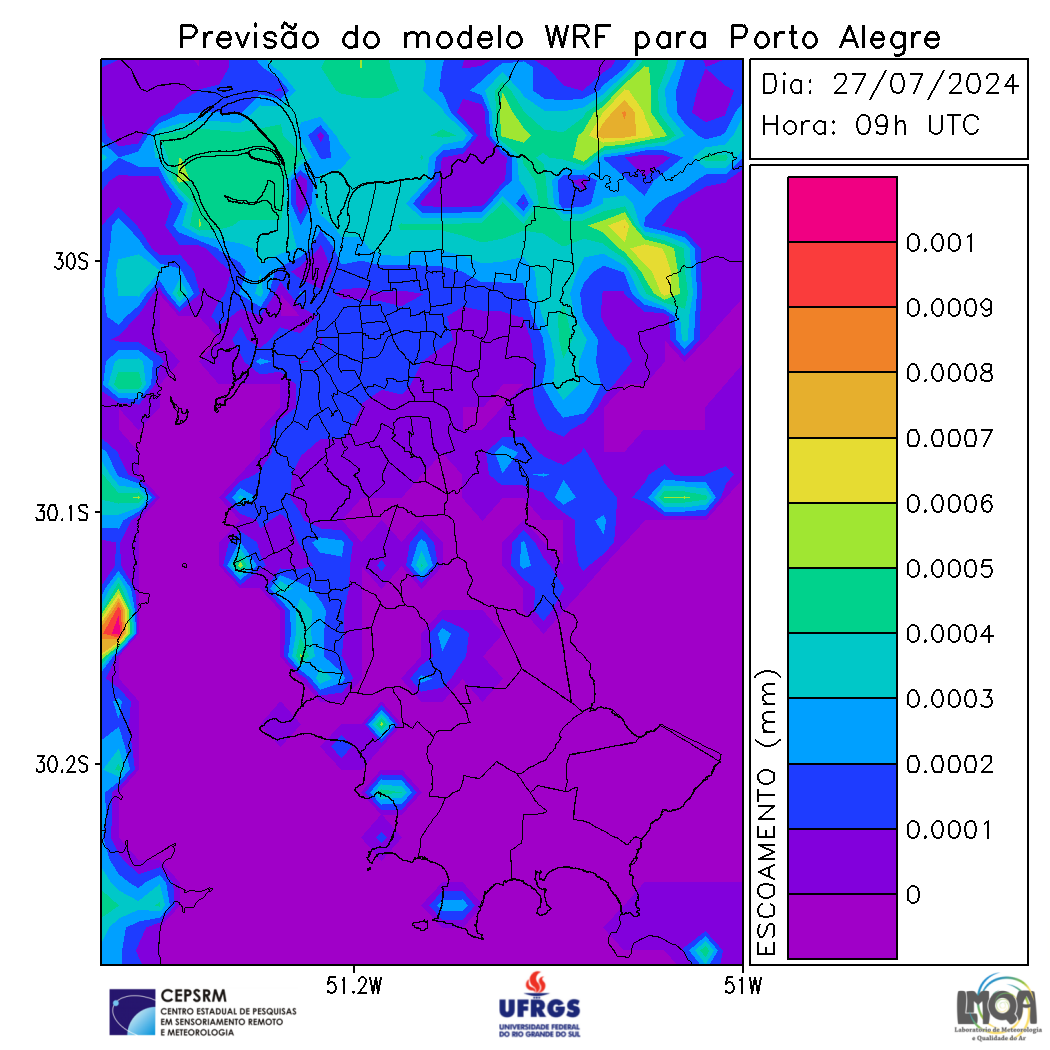 Previsão do modelo WRF para Porto Alegre
Dia: 27/07/2024
Hora: 09h UTC
30S
30.1S
30.2S
51.2W
51W
ESCOAMENTO (mm)
0.001
0.0009
0.0008
0.0007
0.0006
0.0005
0.0004
0.0003
0.0002
0.0001
0
CEPSRM
CENTRO ESTADUAL DE PESQUISAS
EM SENSORIAMENTO REMOTO
E METEOROLOGIA
UFRGS
UNIVERSIDADE FEDERAL
DO RIO GRANDE DO SUL
LMQA
Laboratório de Meteorologia
e Qualidade do Ar